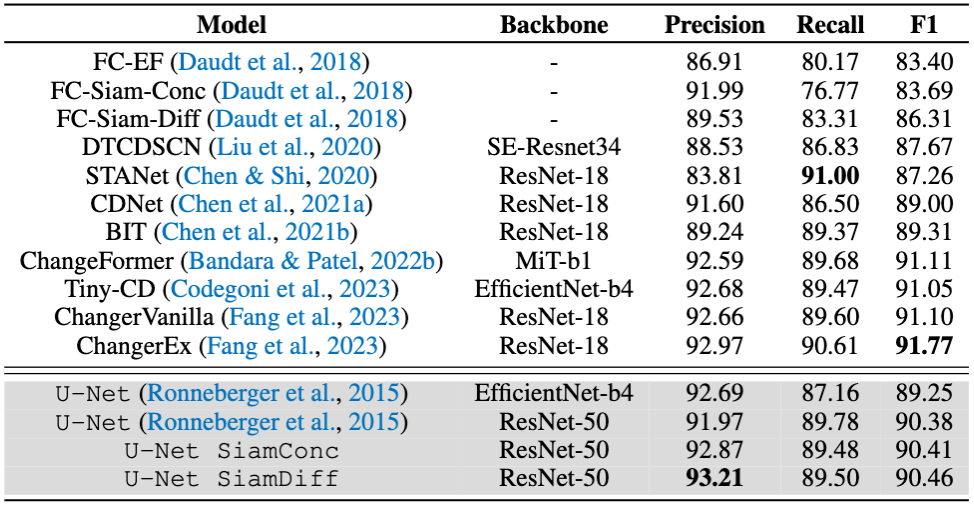 Model Backbone Precision Recall F1
FC-EF (Daudt et al., 2018) - 86.91 80.17 83.40
FC-Siam-Conc (Daudt et al., 2018) - 91.99 76.77 83.69
FC-Siam-Diff (Daudt et al., 2018) - 89.53 83.31 86.31
DTCDSCN (Liu et al., 2020) SE-Resnet34 88.53 86.83 87.67
STANet (Chen & Shi, 2020) ResNet-18 83.81 91.00 87.26
CDNet (Chen et al., 2021a) ResNet-18 91.60 86.50 89.00
BIT (Chen et al., 2021b) ResNet-18 89.24 89.37 89.31
ChangeFormer (Bandara & Patel, 2022b) MiT-b1 92.59 89.68 91.11
Tiny-CD (Codegoni et al., 2023) EfficientNet-b4 92.68 89.47 91.05
ChangerVanilla (Fang et al., 2023) ResNet-18 92.66 89.60 91.10
ChangerEx (Fang et al., 2023) ResNet-18 92.97 90.61 91.77
U-Net (Ronneberger et al., 2015) EfficientNet-b4 92.69 87.16 89.25
U-Net (Ronneberger et al., 2015) ResNet-50 91.97 89.78 90.38
U-Net SiamConc ResNet-50 92.87 89.48 90.41
U-Net SiamDiff ResNet-50 93.21 89.50 90.46